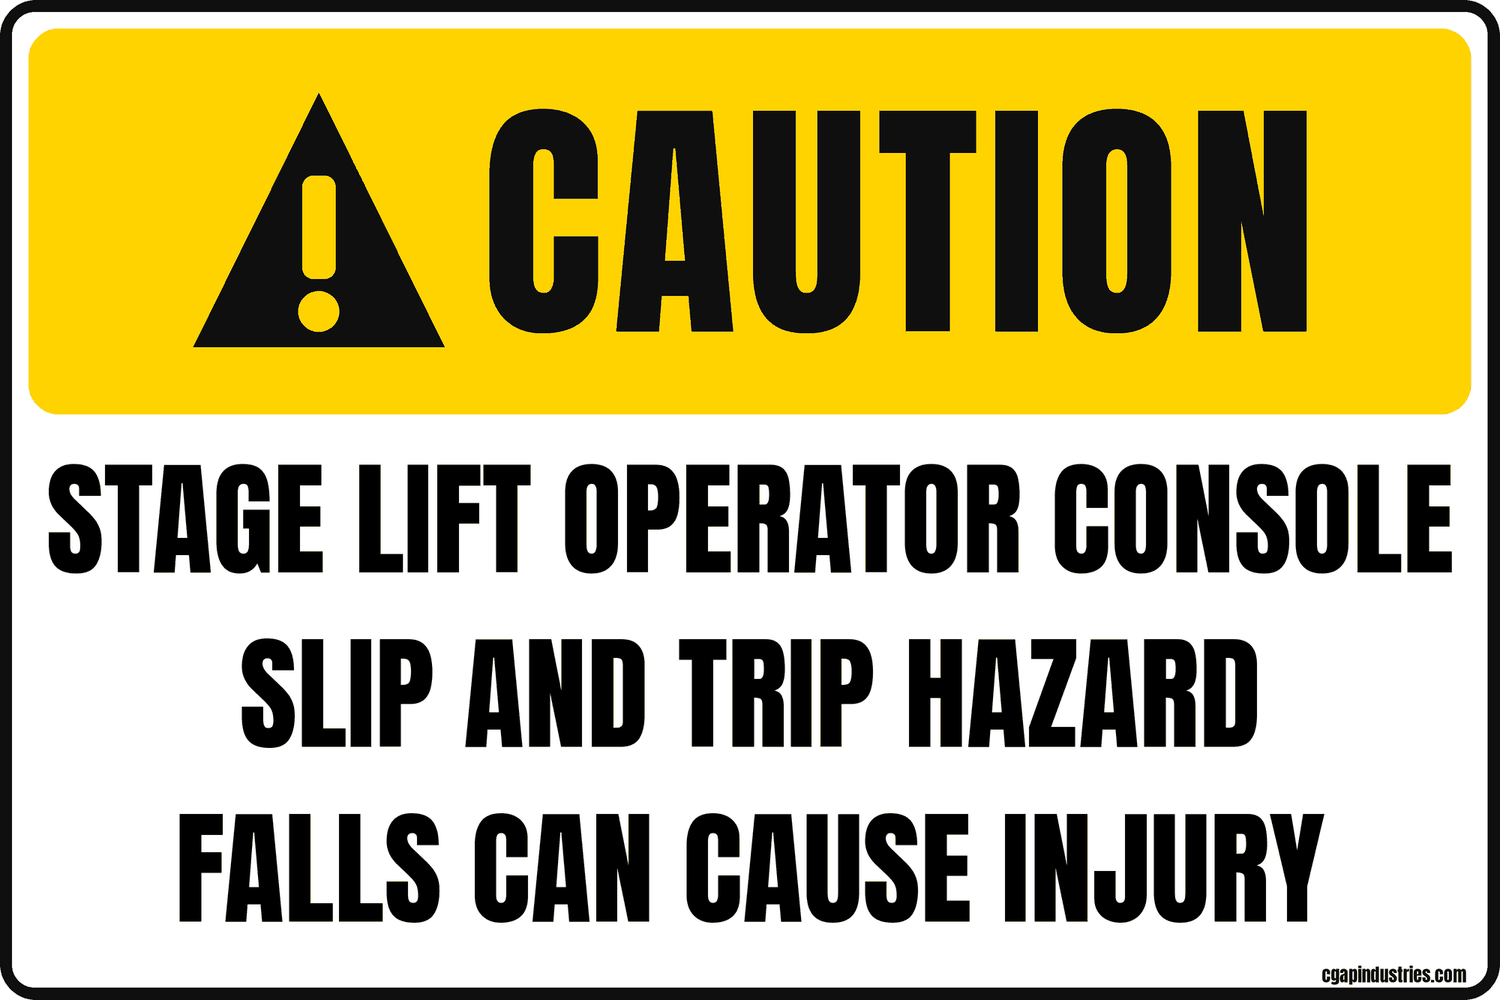 CAUTION
STAGE LIFT OPERATOR CONSOLE
SLIP AND TRIP HAZARD
FALLS CAN CAUSE INJURY
cgapindustries.com